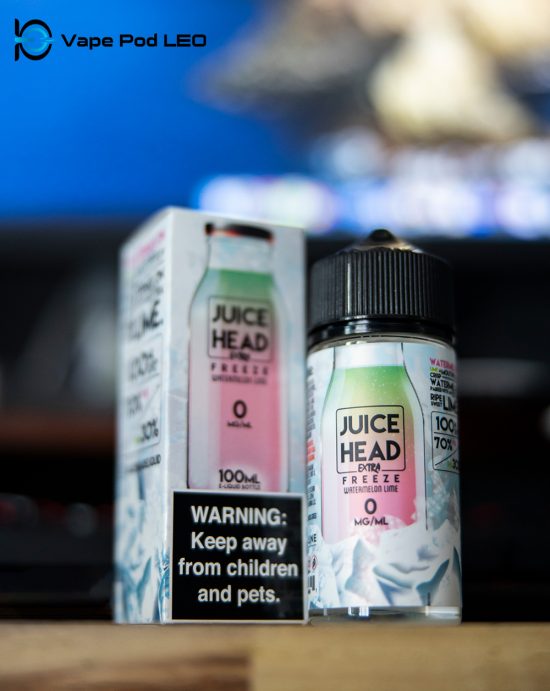 Vape Pod LEO
JUICE
HEAD
EXTRA
FREEZE
WATERMELON LIME
0
MG/ML
100ML
E-LIQUID BOTTLE
WARNING:
Keep away
from children
and pets.
30%
JUICE
HEAD
EXTRA
FREEZE
WATERMELON LIME
0
MG/ML
CRISP
70%